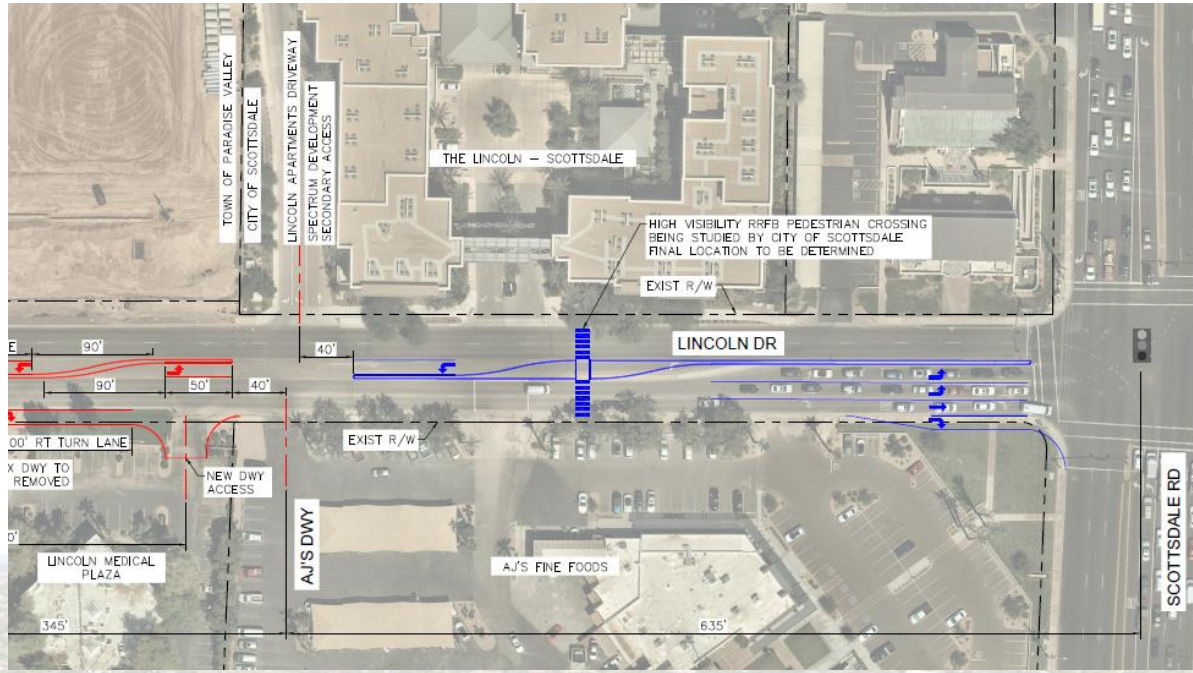 TOWN OF PARADISE VALLEY
CITY OF SCOTTSDALE
LINCOLN APARTMENTS DRIVEWAY
SPECTRUM DEVELOPMENT
SECONDARY ACCESS
THE LINCOLN – SCOTTSDALE
HIGH VISIBILITY RRFB PEDESTRIAN CROSSING
BEING STUDIED BY CITY OF SCOTTSDALE
FINAL LOCATION TO BE DETERMINED
EXIST R/W
LINCOLN DR
E
90'
40'
90'
50'
40'
00' RT TURN LANE
X DWY TO
REMOVED
NEW DWY
ACCESS
EXIST R/W
0'
LINCOLN MEDICAL
PLAZA
AJ'S DWY
AJ'S FINE FOODS
SCOTTSDALE RD
345'
635'